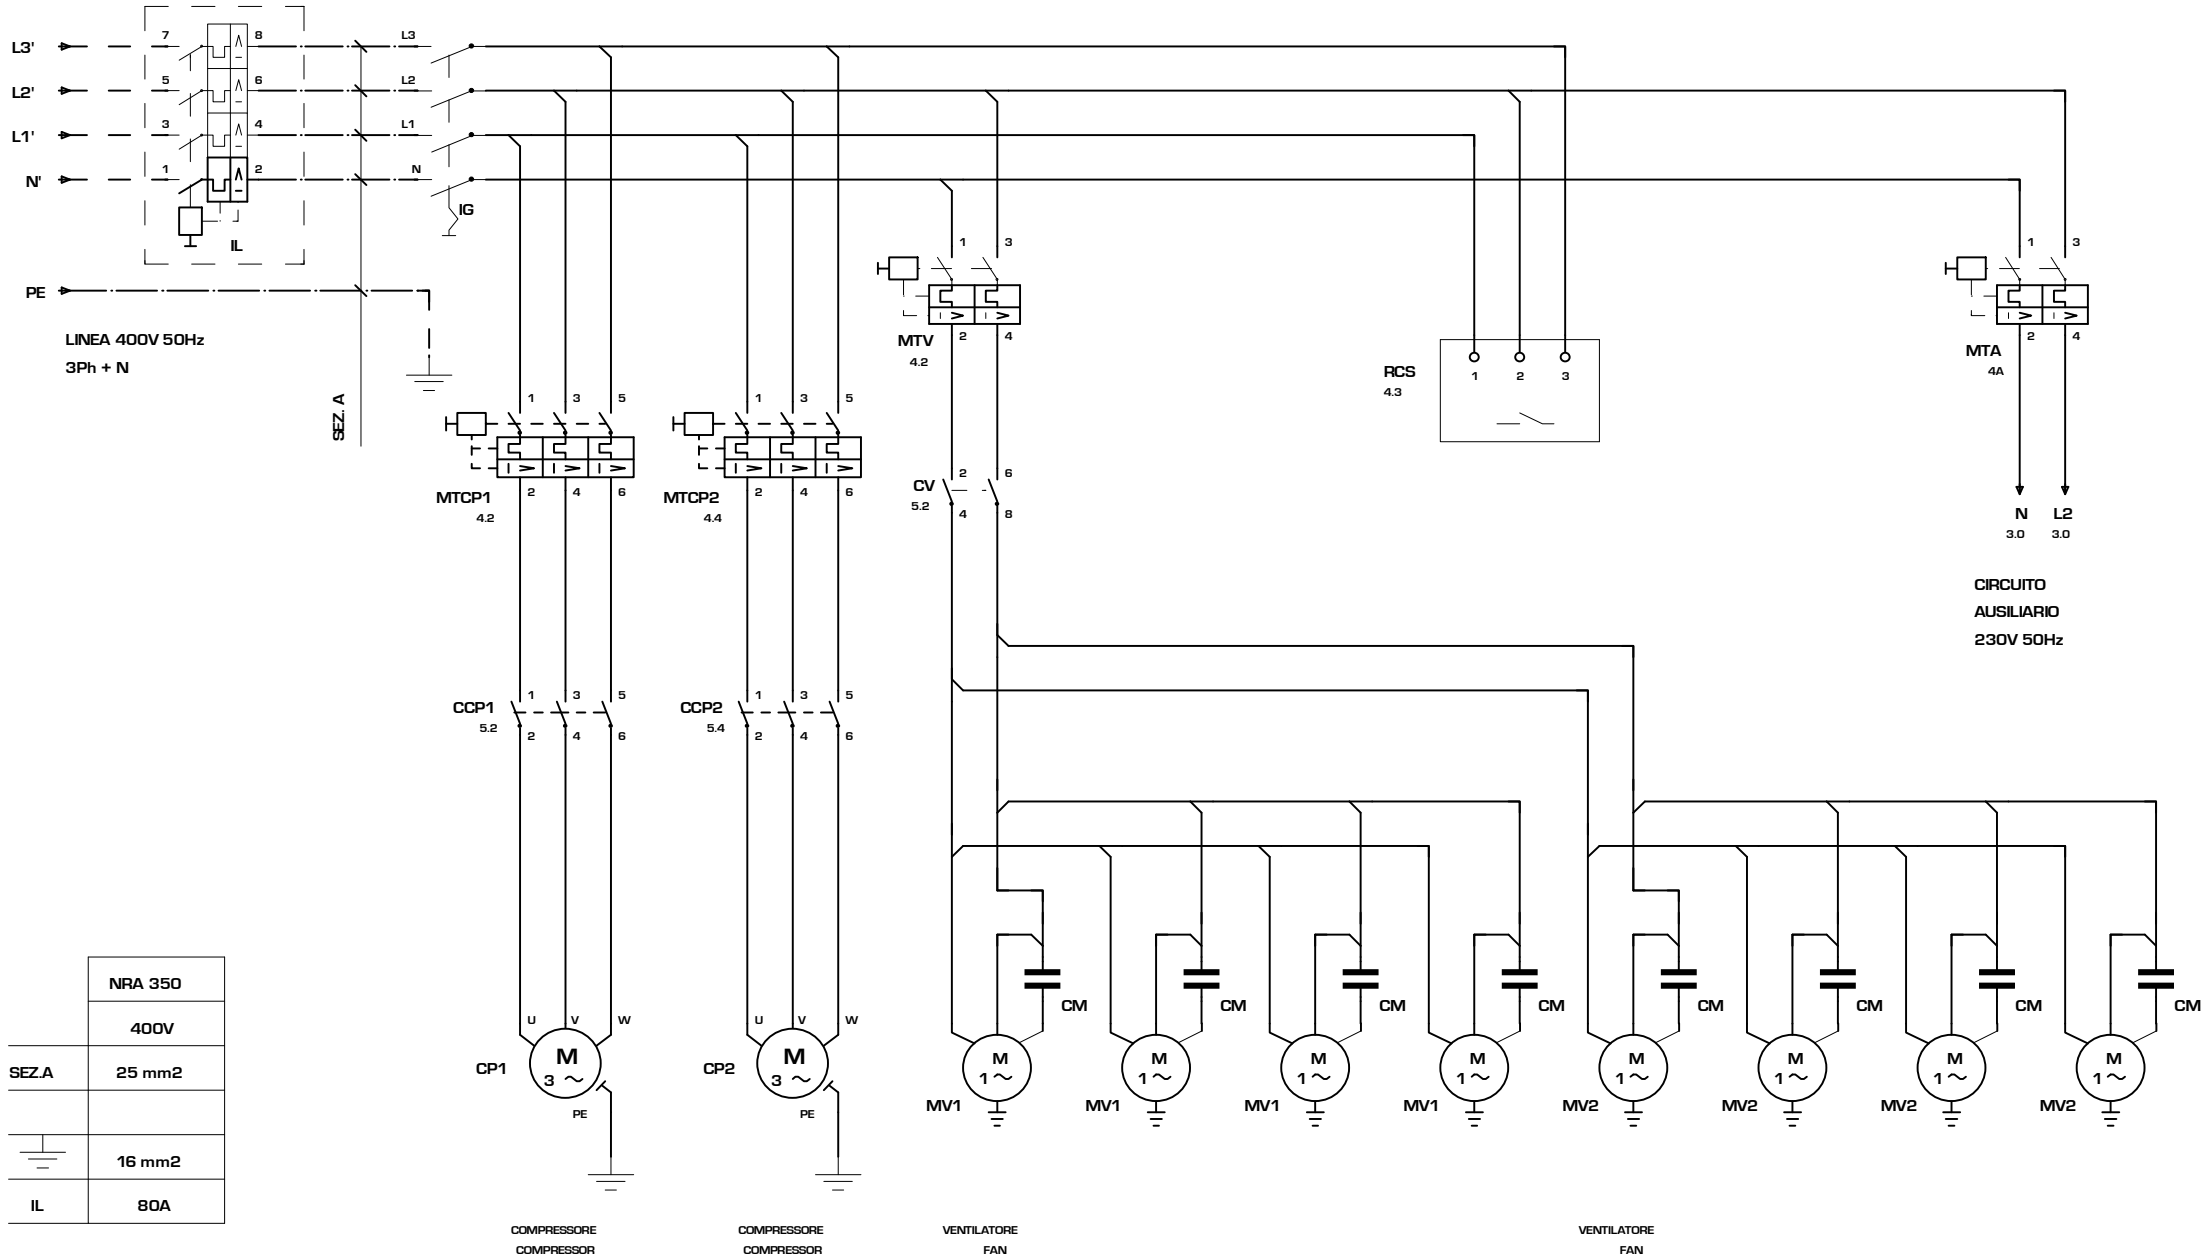 7 8 L3
L3'
5 6 L2
L2'
3 4 L1
L1'
1 2 N
N'
IG
IL
PE
LINEA 400V 50Hz
3Ph + N
SEZ. A
1 3
MTV
4.2
2 4
RCS
4.3
1 2 3
1 3
MTA
4A
2 4
1 3 5
MTCP1
4.2
2 4 6
1 3 5
MTCP2
4.4
2 4 6
CV
5.2
2 6
4 8
N L2
3.0 3.0
CIRCUITO
AUSILIARIO
230V 50Hz
1 3 5
CCP1
5.2
2 4 6
1 3 5
CCP2
5.4
2 4 6
CM CM CM CM CM CM CM CM
U V W
CP1
M
3 ~
PE
U V W
CP2
M
3 ~
PE
M M M M M M M M
1 ~ 1 ~ 1 ~ 1 ~ 1 ~ 1 ~ 1 ~ 1 ~
MV1 MV1 MV1 MV1 MV2 MV2 MV2 MV2
NRA 350
400V
SEZ.A 25 mm2
16 mm2
IL 80A
COMPRESSORE COMPRESSORE VENTILATORE VENTILATORE
COMPRESSOR COMPRESSOR FAN FAN